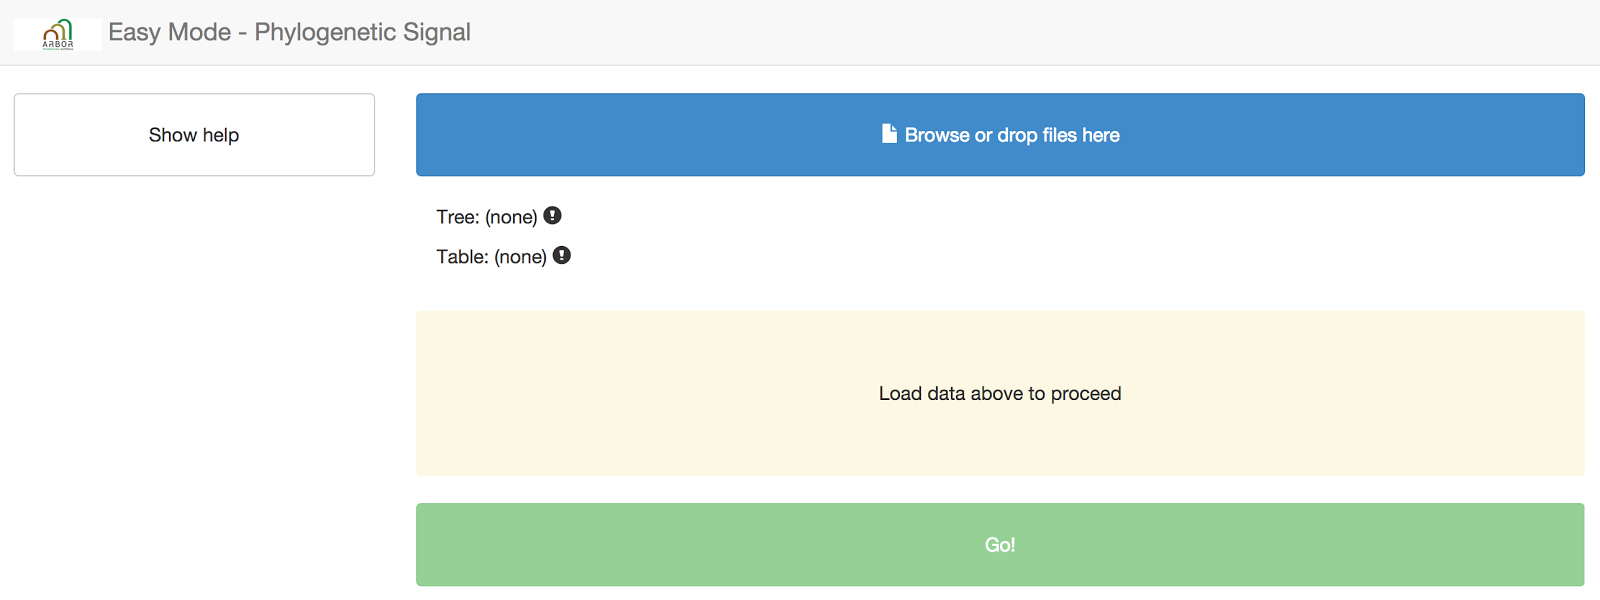 ARBOR
Easy Mode - Phylogenetic Signal
Show help
Browse or drop files here
Tree: (none)
Table: (none)
Load data above to proceed
Go!